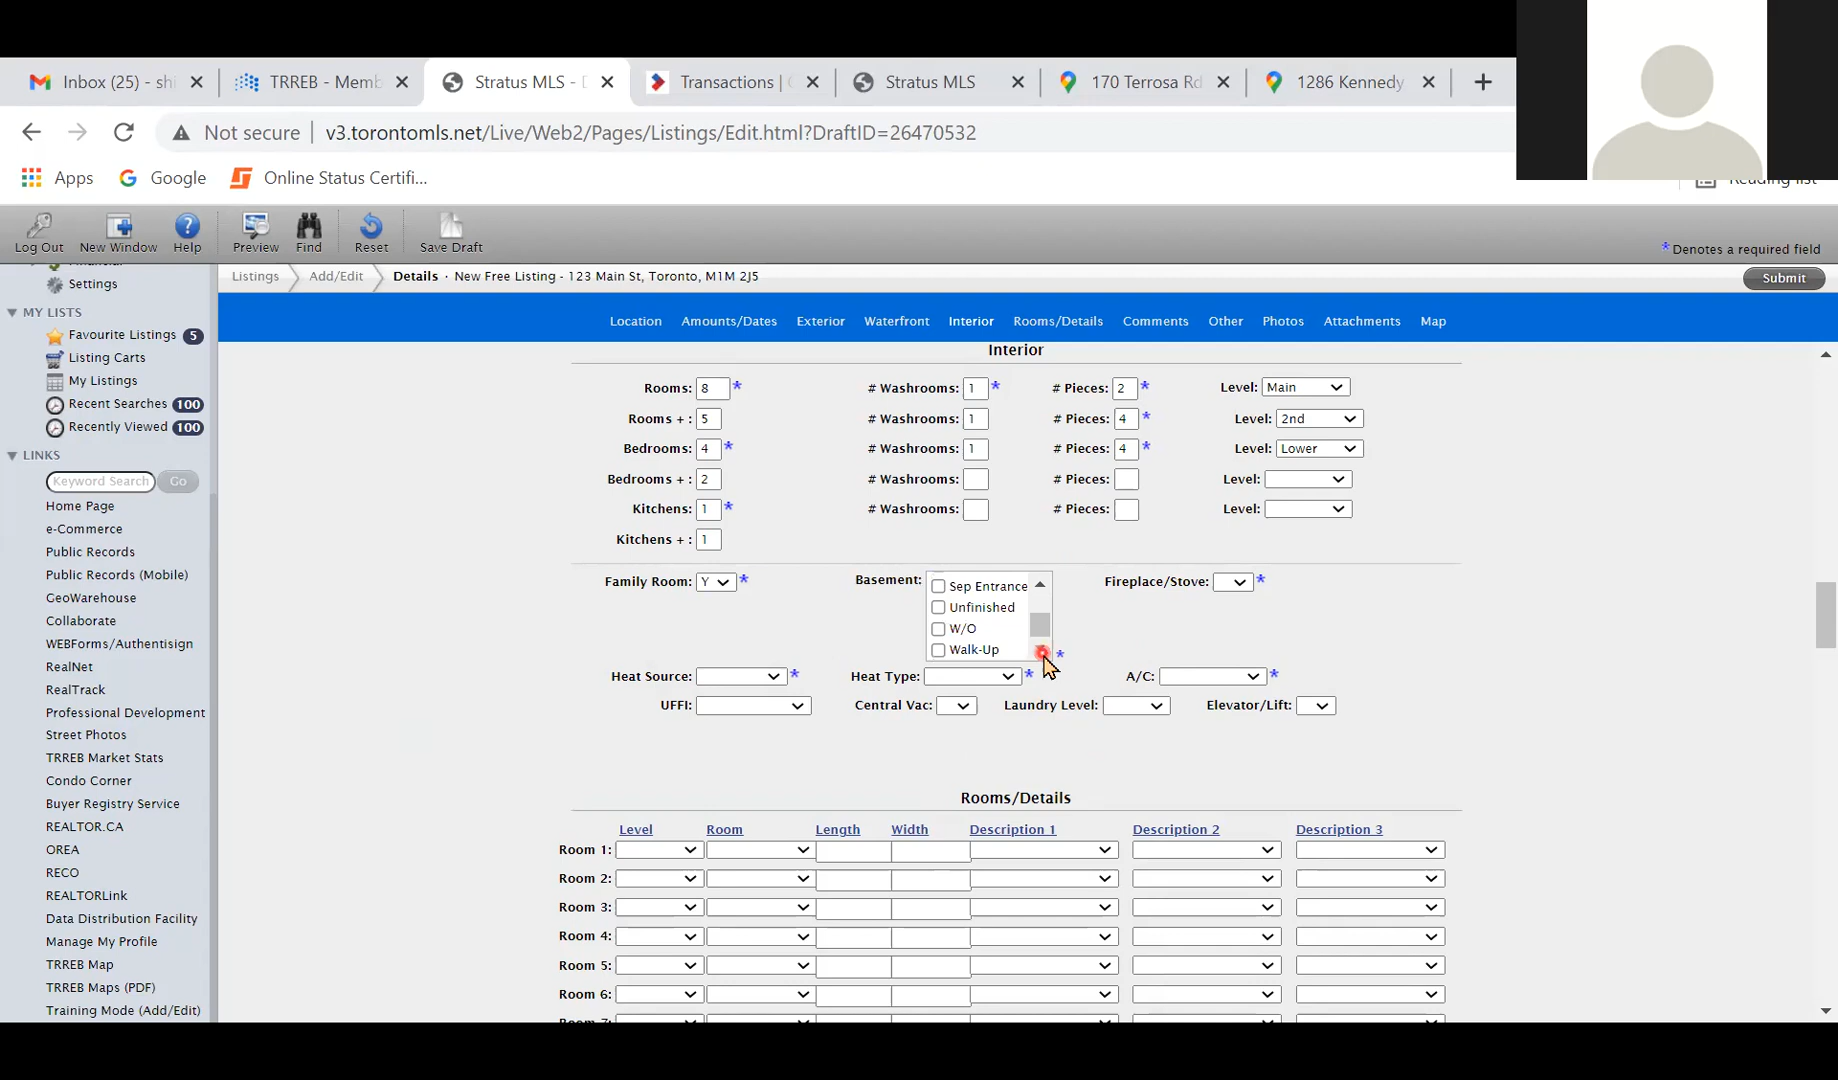 Inbox (25) - shi
TRREB - Memb
Stratus MLS - D
Transactions |
Stratus MLS
170 Terrosa Rd
1286 Kennedy
Not secure
v3.torontomls.net/Live/Web2/Pages/Listings/Edit.html?DraftID=26470532
Apps
Google
Online Status Certifi...
Reading list
Log Out
New Window
Help
Preview
Find
Reset
Save Draft
* Denotes a required field
Settings
Listings
Add/Edit
Details · New Free Listing - 123 Main St, Toronto, M1M 2J5
Submit
MY LISTS
Favourite Listings 5
Listing Carts
My Listings
Recent Searches 100
Recently Viewed 100
LINKS
Keyword Search Go
Home Page
e-Commerce
Public Records
Public Records (Mobile)
GeoWarehouse
Collaborate
WEBForms/Authentisign
RealNet
RealTrack
Professional Development
Street Photos
TRREB Market Stats
Condo Corner
Buyer Registry Service
REALTOR.CA
OREA
RECO
REALTORLink
Data Distribution Facility
Manage My Profile
TRREB Map
TRREB Maps (PDF)
Training Mode (Add/Edit)
Location Amounts/Dates Exterior Waterfront Interior Rooms/Details Comments Other Photos Attachments Map
Interior
Rooms: 8 * # Washrooms: 1 * # Pieces: 2 * Level: Main
Rooms + : 5 # Washrooms: 1 # Pieces: 4 * Level: 2nd
Bedrooms: 4 * # Washrooms: 1 # Pieces: 4 * Level: Lower
Bedrooms + : 2 # Washrooms: # Pieces: Level:
Kitchens: 1 * # Washrooms: # Pieces: Level:
Kitchens + : 1
Family Room: Y * Basement: Sep Entrance Fireplace/Stove: *
Unfinished
W/O
Walk-Up *
Heat Source: * Heat Type: * A/C: *
UFFI: Central Vac: Laundry Level: Elevator/Lift:
Rooms/Details
Level Room Length Width Description 1 Description 2 Description 3
Room 1:
Room 2:
Room 3:
Room 4:
Room 5:
Room 6: